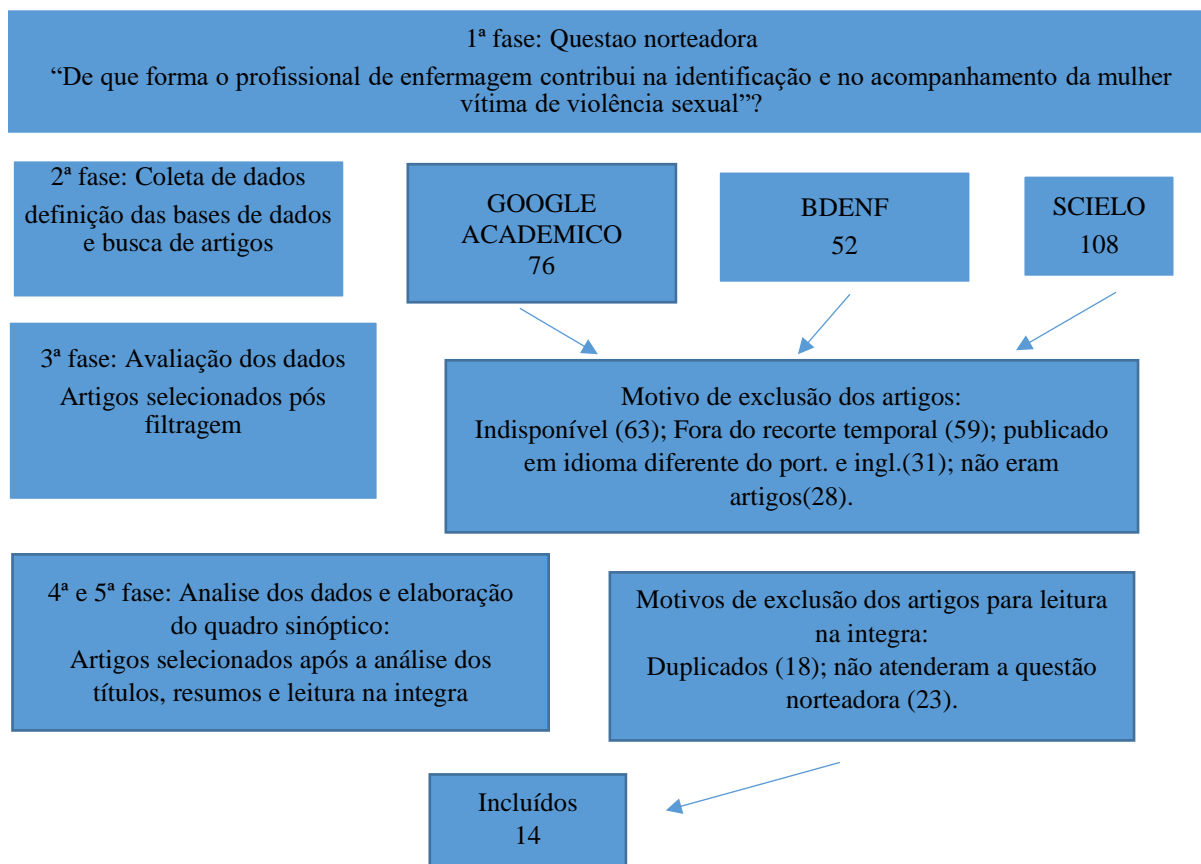 1ª fase: Questao norteadora
“De que forma o profissional de enfermagem contribui na identificação e no acompanhamento da mulher
vítima de violência sexual”?
2ª fase: Coleta de dados
definição das bases de dados
e busca de artigos
GOOGLE
ACADEMICO
76
BDENF
52
SCIELO
108
3ª fase: Avaliação dos dados
Artigos selecionados pós
filtragem
Motivo de exclusão dos artigos:
Indisponível (63); Fora do recorte temporal (59); publicado
em idioma diferente do port. e ingl.(31); não eram
artigos(28).
4ª e 5ª fase: Analise dos dados e elaboração
do quadro sinóptico:
Artigos selecionados após a análise dos
títulos, resumos e leitura na integra
Motivos de exclusão dos artigos para leitura
na integra:
Duplicados (18); não atenderam a questão
norteadora (23).
Incluídos
14